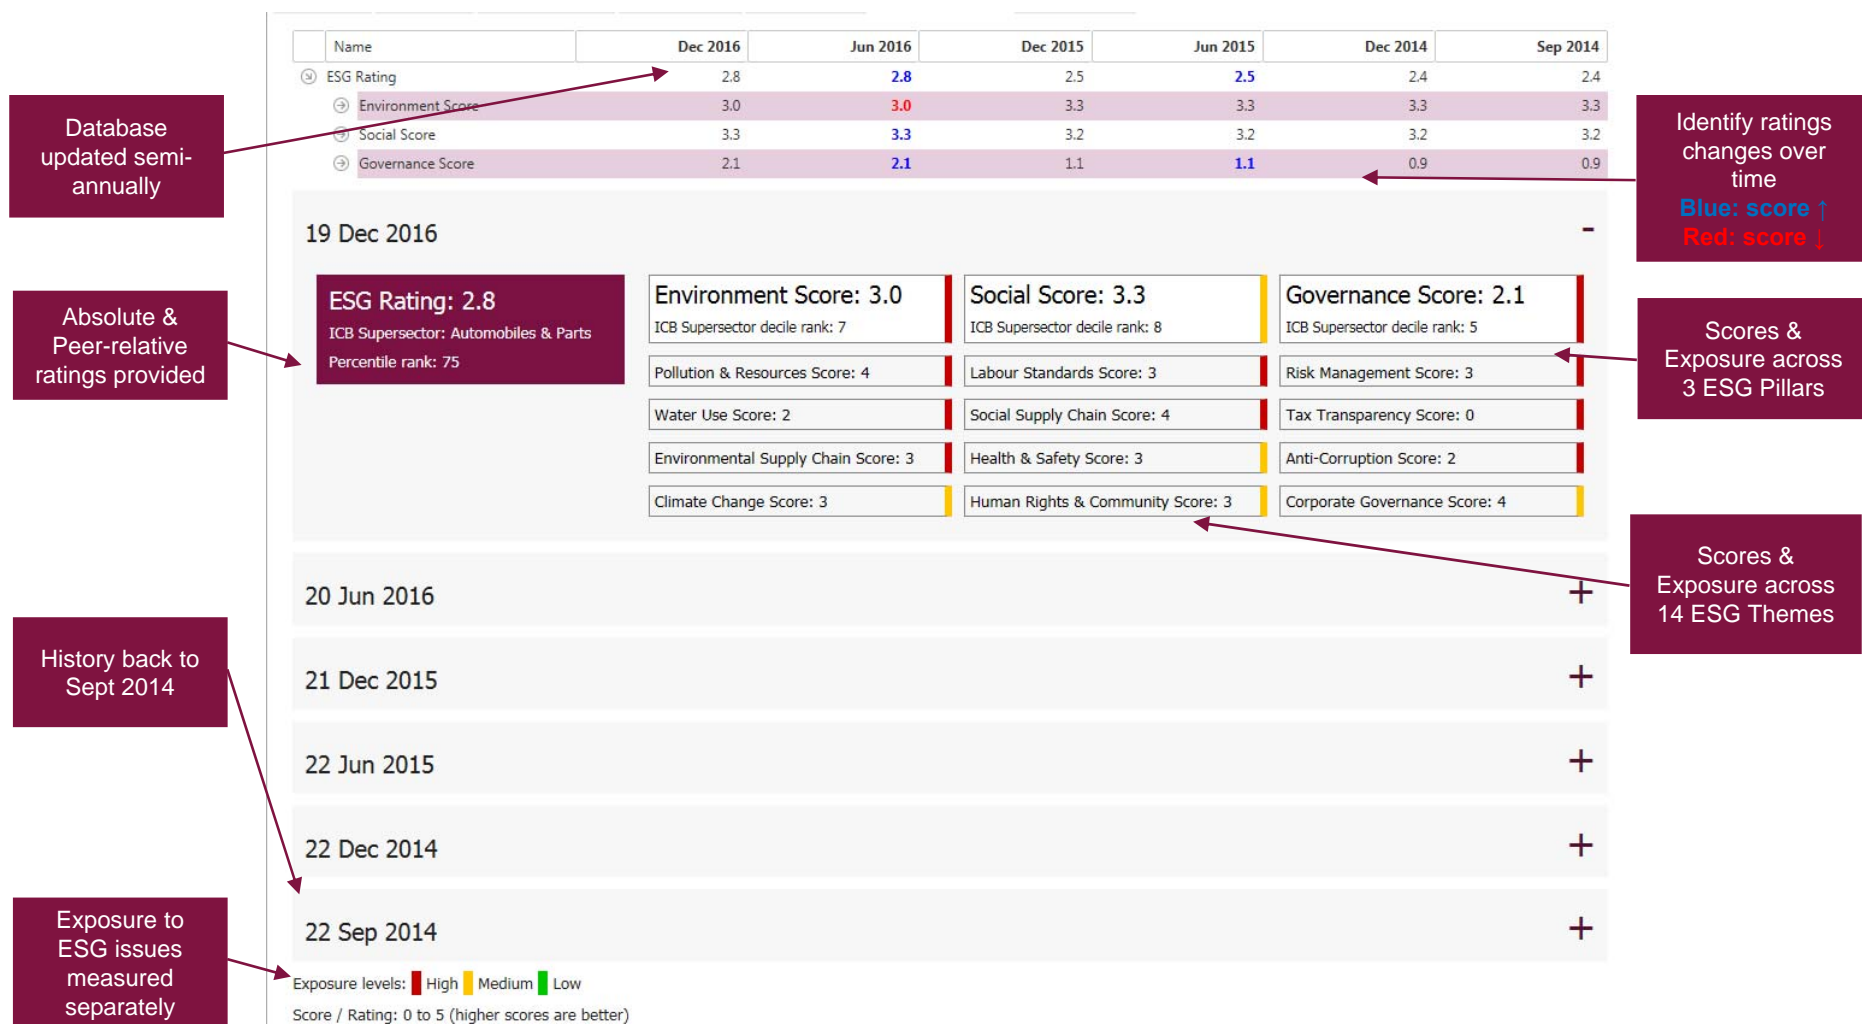 Name Dec 2016 Jun 2016 Dec 2015 Jun 2015 Dec 2014 Sep 2014
ESG Rating 2.8 2.8 2.5 2.5 2.4 2.4
Environment Score 3.0 3.0 3.3 3.3 3.3 3.3
Social Score 3.3 3.3 3.2 3.2 3.2 3.2
Governance Score 2.1 2.1 1.1 1.1 0.9 0.9
Database
updated semi-
annually
Identify ratings
changes over
time
Blue: score ↑
Red: score ↓
19 Dec 2016 -
Absolute &
Peer-relative
ratings provided
ESG Rating: 2.8
ICB Supersector: Automobiles & Parts
Percentile rank: 75
Environment Score: 3.0
ICB Supersector decile rank: 7
Pollution & Resources Score: 4
Water Use Score: 2
Environmental Supply Chain Score: 3
Climate Change Score: 3
Social Score: 3.3
ICB Supersector decile rank: 8
Labour Standards Score: 3
Social Supply Chain Score: 4
Health & Safety Score: 3
Human Rights & Community Score: 3
Governance Score: 2.1
ICB Supersector decile rank: 5
Risk Management Score: 3
Tax Transparency Score: 0
Anti-Corruption Score: 2
Corporate Governance Score: 4
Scores &
Exposure across
3 ESG Pillars
Scores &
Exposure across
14 ESG Themes
20 Jun 2016 +
21 Dec 2015 +
History back to
Sept 2014
22 Jun 2015 +
22 Dec 2014 +
22 Sep 2014 +
Exposure to
ESG issues
measured
separately
Exposure levels: High Medium Low
Score / Rating: 0 to 5 (higher scores are better)